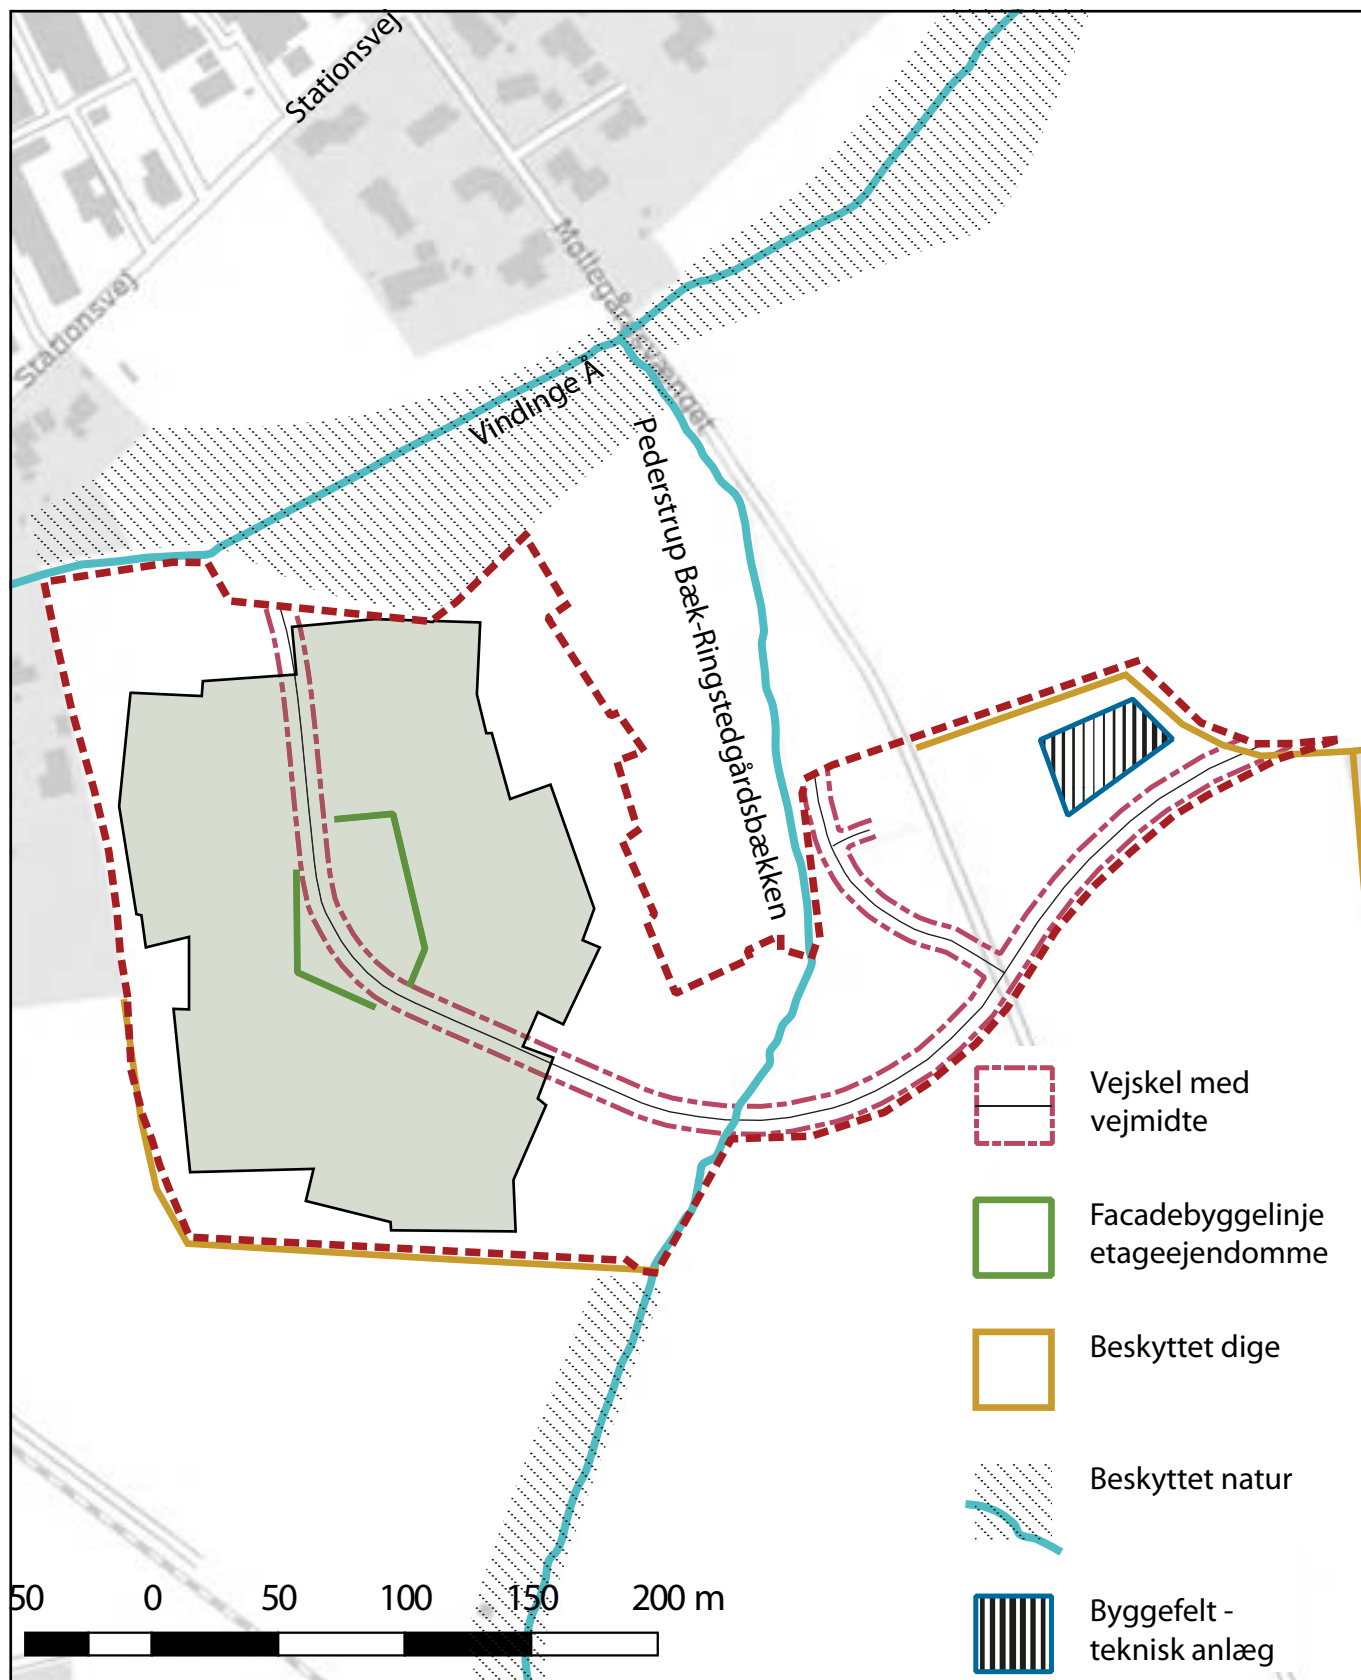 Stationsvej
Stationsvej
Møllegårdsvænget
Vindinge Å
Pederstrup Bæk-Ringstedgårdsbækken
Vejskel med
vejmidte
Facadebyggelinje
etageejendomme
Beskyttet dige
Beskyttet natur
Byggefelt -
teknisk anlæg
50 0 50 100 150 200 m